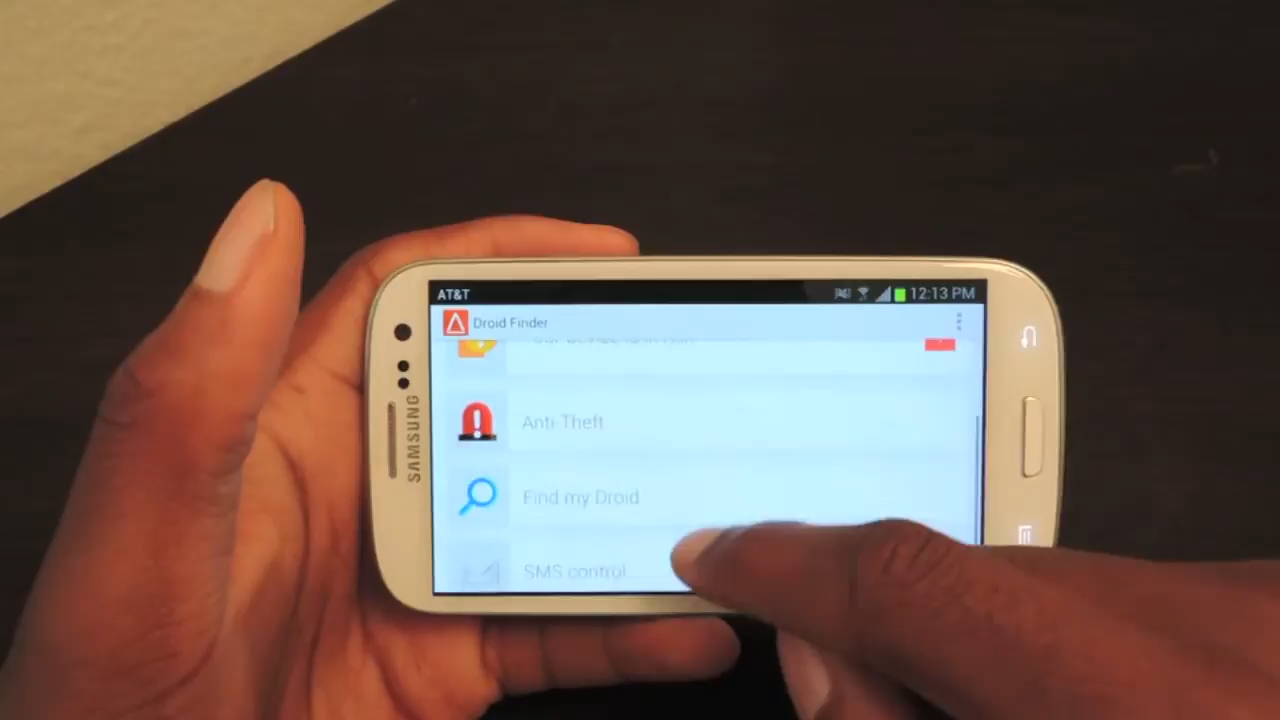 AT&T
12:13 PM
Droid Finder
Anti-Theft
Find my Droid
SMS control
SAMSUNG